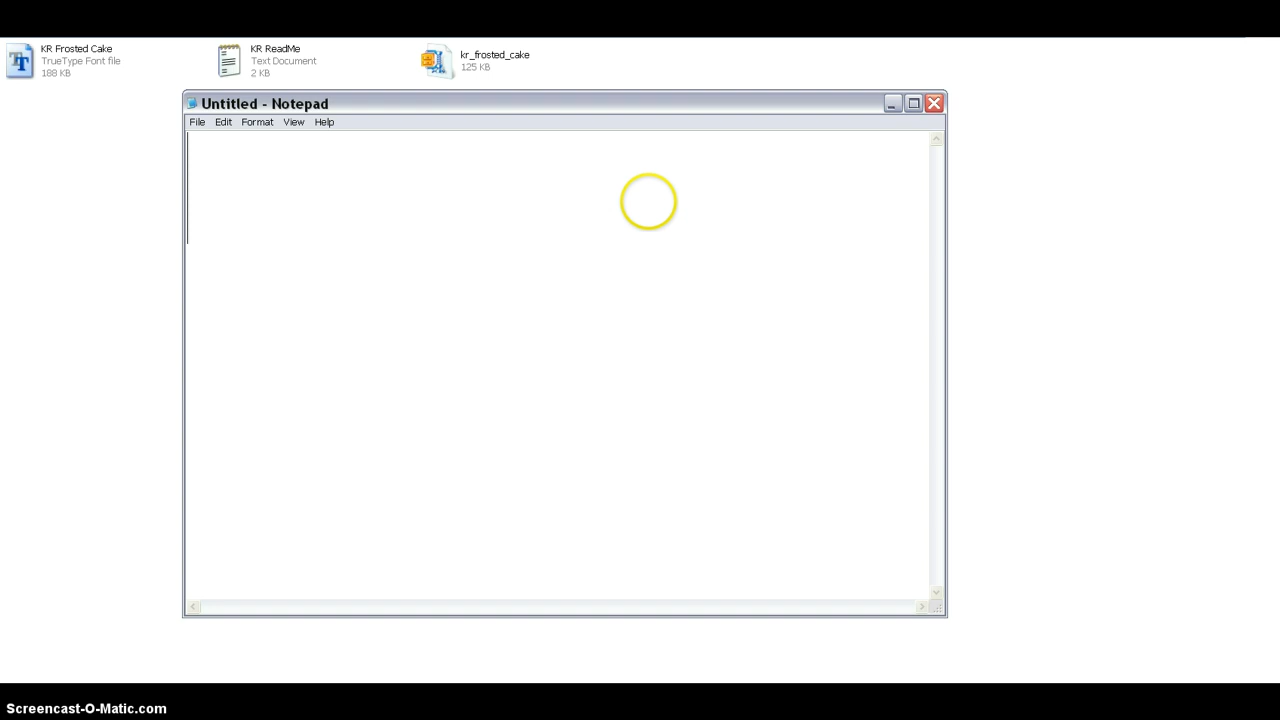 KR Frosted Cake
TrueType Font file
188 KB
KR ReadMe
Text Document
2 KB
kr_frosted_cake
125 KB
Untitled - Notepad
File Edit Format View Help
Screencast-O-Matic.com